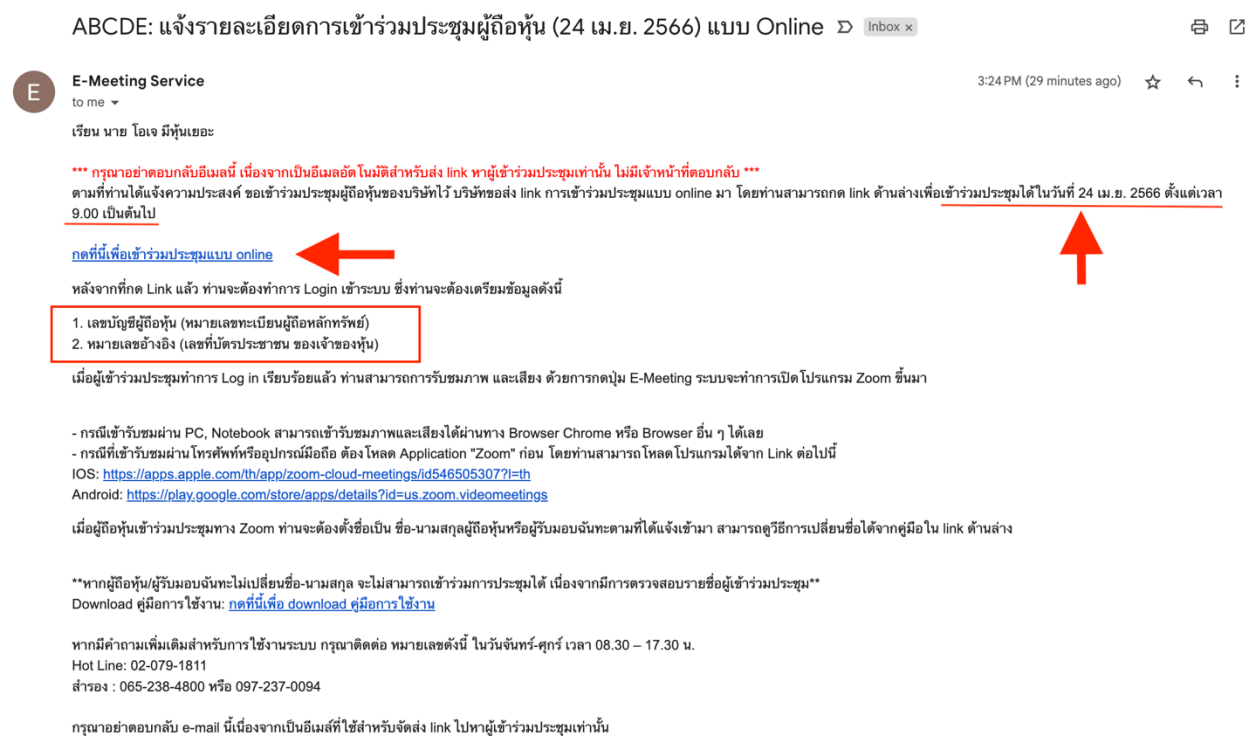 ABCDE: แจ้งรายละเอียดการเข้าร่วมประชุมผู้ถือหุ้น (24 เม.ย. 2566) แบบ Online Inbox ×
E
E-Meeting Service
3:24 PM (29 minutes ago)
to me
เรียน นาย โอเจ มีหุ้นเยอะ
*** กรุณาอย่าตอบกลับอีเมลนี้ เนื่องจากเป็นอีเมลอัตโนมัติสำหรับส่ง link หาผู้เข้าร่วมประชุมเท่านั้น ไม่มีเจ้าหน้าที่ตอบกลับ ***
ตามที่ท่านได้แจ้งความประสงค์ ขอเข้าร่วมประชุมผู้ถือหุ้นของบริษัทไว้ บริษัทขอส่ง link การเข้าร่วมประชุมแบบ online มา โดยท่านสามารถกด link ด้านล่างเพื่อเข้าร่วมประชุมได้ในวันที่ 24 เม.ย. 2566 ตั้งแต่เวลา
9.00 เป็นต้นไป
กดที่นี้เพื่อเข้าร่วมประชุมแบบ online
หลังจากที่กด Link แล้ว ท่านจะต้องทำการ Login เข้าระบบ ซึ่งท่านจะต้องเตรียมข้อมูลดังนี้
1. เลขบัญชีผู้ถือหุ้น (หมายเลขทะเบียนผู้ถือหลักทรัพย์)
2. หมายเลขอ้างอิง (เลขที่บัตรประชาชน ของเจ้าของหุ้น)
เมื่อผู้เข้าร่วมประชุมทำการ Log in เรียบร้อยแล้ว ท่านสามารถการรับชมภาพ และเสียง ด้วยการกดปุ่ม E-Meeting ระบบจะทำการเปิดโปรแกรม Zoom ขึ้นมา
- กรณีเข้ารับชมผ่าน PC, Notebook สามารถเข้ารับชมภาพและเสียงได้ผ่านทาง Browser Chrome หรือ Browser อื่น ๆ ได้เลย
- กรณีที่เข้ารับชมผ่านโทรศัพท์หรืออุปกรณ์มือถือ ต้องโหลด Application "Zoom" ก่อน โดยท่านสามารถโหลดโปรแกรมได้จาก Link ต่อไปนี้
IOS: https://apps.apple.com/th/app/zoom-cloud-meetings/id546505307?l=th
Android: https://play.google.com/store/apps/details?id=us.zoom.videomeetings
เมื่อผู้ถือหุ้นเข้าร่วมประชุมทาง Zoom ท่านจะต้องตั้งชื่อเป็น ชื่อ-นามสกุลผู้ถือหุ้นหรือผู้รับมอบฉันทะตามที่ได้แจ้งเข้ามา สามารถดูวิธีการเปลี่ยนชื่อได้จากคู่มือใน link ด้านล่าง
**หากผู้ถือหุ้น/ผู้รับมอบฉันทะไม่เปลี่ยนชื่อ-นามสกุล จะไม่สามารถเข้าร่วมการประชุมได้ เนื่องจากมีการตรวจสอบรายชื่อผู้เข้าร่วมประชุม**
Download คู่มือการใช้งาน: กดที่นี้เพื่อ download คู่มือการใช้งาน
หากมีคำถามเพิ่มเติมสำหรับการใช้งานระบบ กรุณาติดต่อ หมายเลขดังนี้ ในวันจันทร์-ศุกร์ เวลา 08.30 – 17.30 น.
Hot Line: 02-079-1811
สำรอง : 065-238-4800 หรือ 097-237-0094
กรุณาอย่าตอบกลับ e-mail นี้เนื่องจากเป็นอีเมล์ที่ใช้สำหรับจัดส่ง link ไปหาผู้เข้าร่วมประชุมเท่านั้น